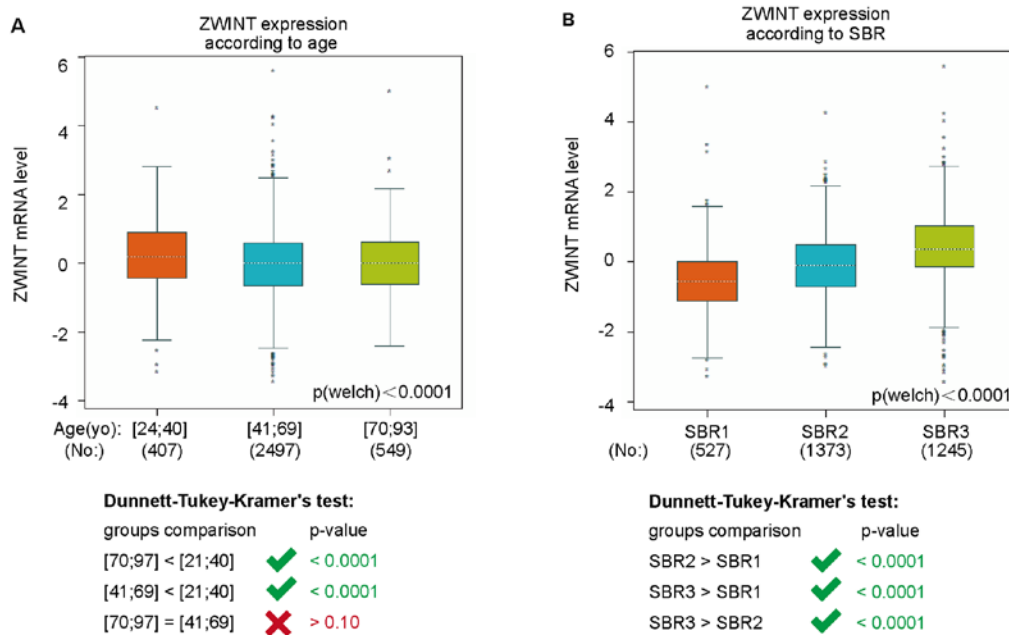 A
ZWINT expression
according to age
ZWINT mRNA level
6
4
2
0
-2
-4
p(welch)<0.0001
Age(yo): [24;40] [41;69] [70;93]
(No:) (407) (2497) (549)
Dunnett-Tukey-Kramer's test:
groups comparison p-value
[70;97] < [21;40] < 0.0001
[41;69] < [21;40] < 0.0001
[70;97] = [41;69] > 0.10
B
ZWINT expression
according to SBR
ZWINT mRNA level
6
4
2
0
-2
-4
p(welch)<0.0001
SBR1 SBR2 SBR3
(No:) (527) (1373) (1245)
Dunnett-Tukey-Kramer's test:
groups comparison p-value
SBR2 > SBR1 < 0.0001
SBR3 > SBR1 < 0.0001
SBR3 > SBR2 < 0.0001